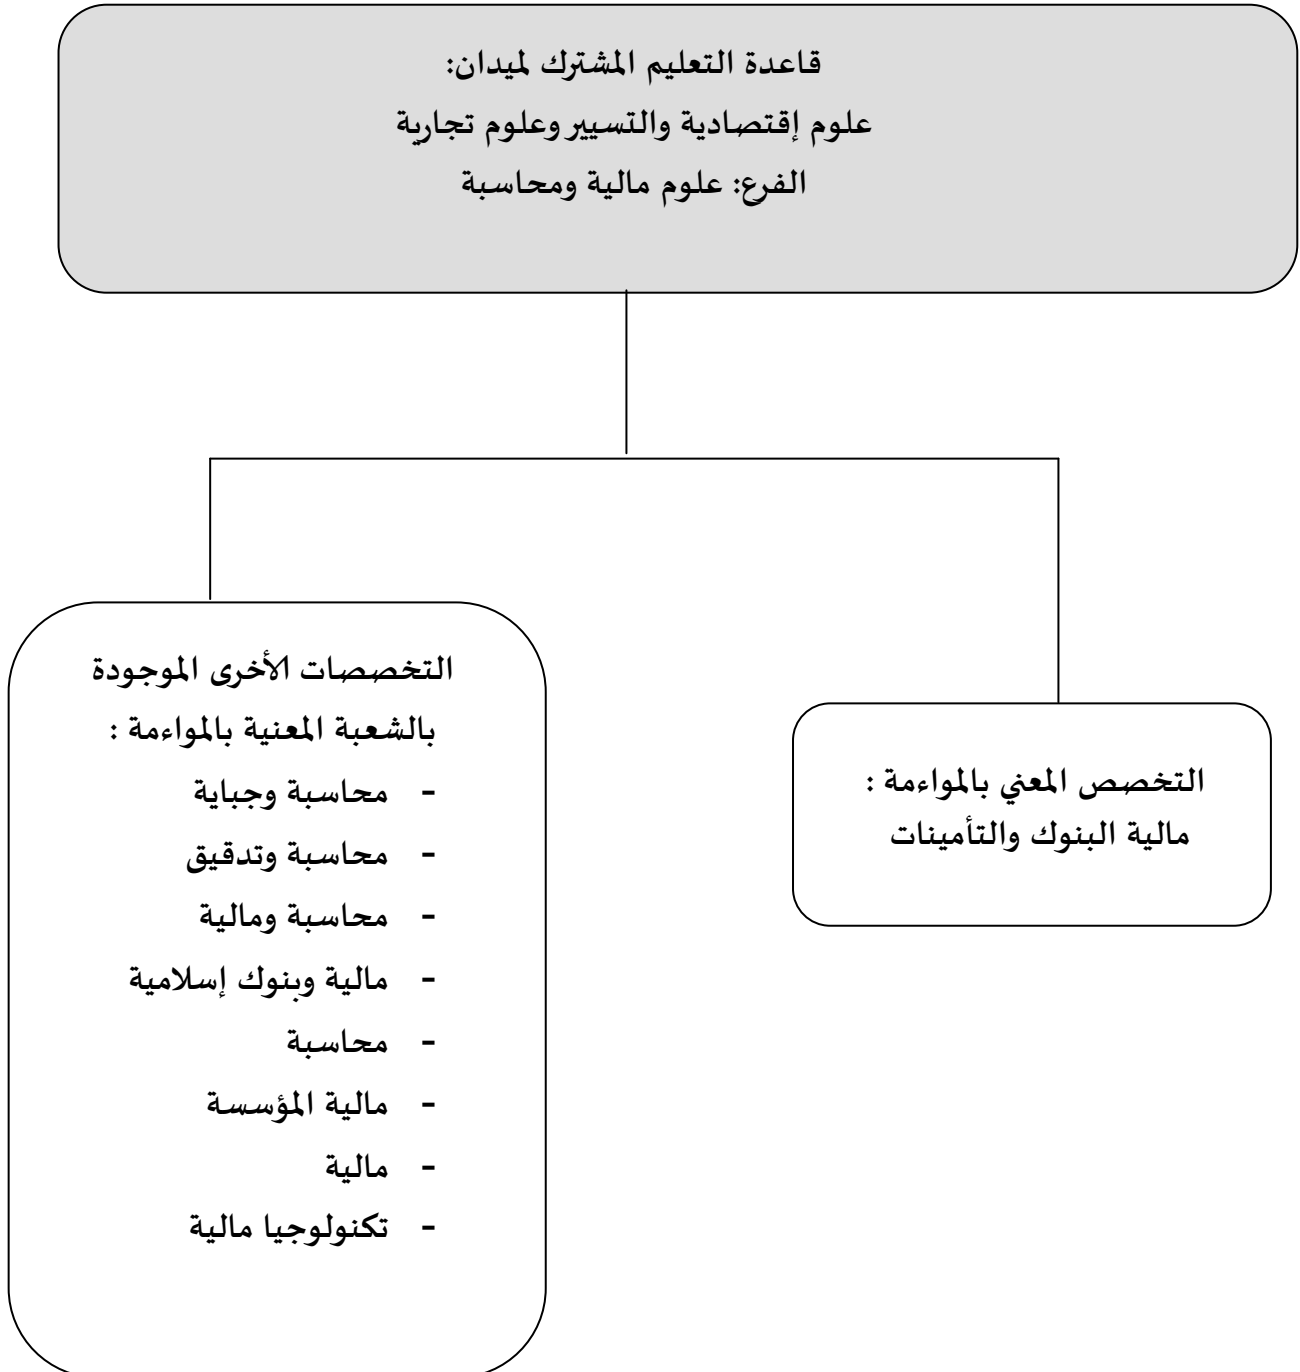 قاعدة التعليم المشترك لميدان:
علوم إقتصادية والتسيير وعلوم تجارية
الفرع: علوم مالية ومحاسبة
التخصص المعني بالمواءمة :
مالية البنوك والتأمينات
التخصصات الأخرى الموجودة
بالشعبة المعنية بالمواءمة :
- محاسبة وجباية
- محاسبة وتدقيق
- محاسبة ومالية
- مالية وبنوك إسلامية
- محاسبة
- مالية المؤسسة
- مالية
- تكنولوجيا مالية